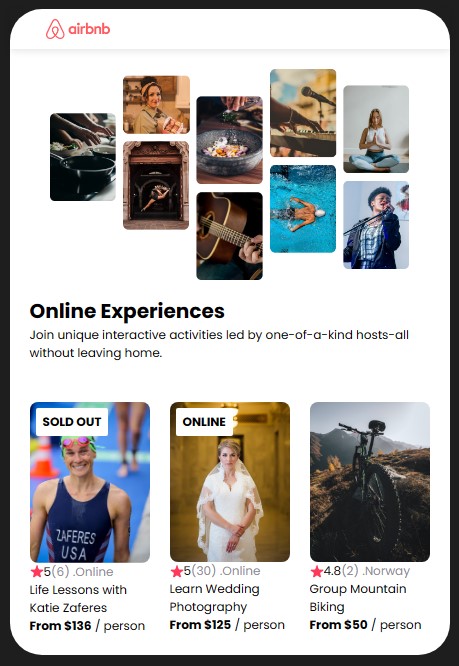 airbnb
Online Experiences
Join unique interactive activities led by one-of-a-kind hosts-all
without leaving home.
SOLD OUT
ZAFERES
USA
5(6) .Online
Life Lessons with
Katie Zaferes
From $136 / person
ONLINE
5(30) .Online
Learn Wedding
Photography
From $125 / person
4.8(2) .Norway
Group Mountain
Biking
From $50 / person